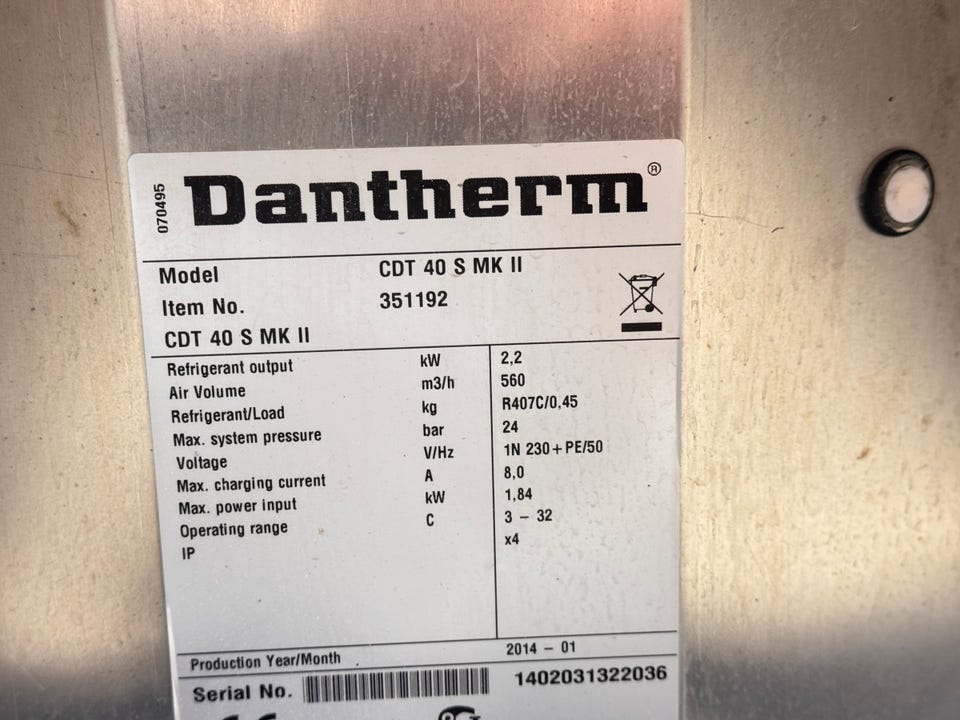 070495
Dantherm®
Model CDT 40 S MK II
Item No. 351192
CDT 40 S MK II
Refrigerant output kW 2,2
Air Volume m3/h 560
Refrigerant/Load kg R407C/0,45
Max. system pressure bar 24
Voltage V/Hz 1N 230+PE/50
Max. charging current A 8,0
Max. power input kW 1,84
Operating range C 3 – 32
IP x4
Production Year/Month 2014 – 01
Serial No. 1402031322036